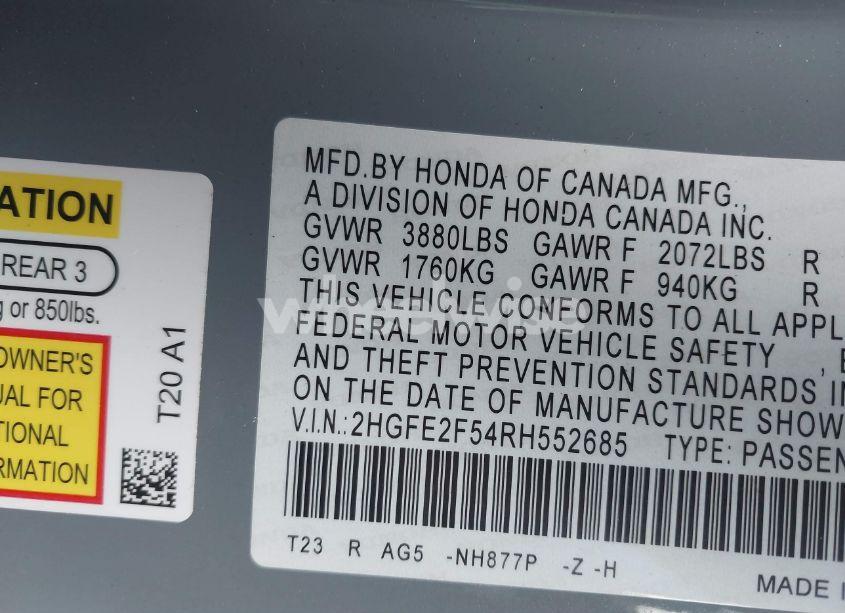 ATION
REAR 3
g or 850lbs.
OWNER'S
UAL FOR
TIONAL
RMATION
T20 A1
MFD.BY HONDA OF CANADA MFG.,
A DIVISION OF HONDA CANADA INC.
GVWR 3880LBS GAWR F 2072LBS R
GVWR 1760KG GAWR F 940KG R
THIS VEHICLE CONFORMS TO ALL APPL
FEDERAL MOTOR VEHICLE SAFETY , B
AND THEFT PREVENTION STANDARDS IN
ON THE DATE OF MANUFACTURE SHOW
V.I.N.:2HGFE2F54RH552685 TYPE: PASSEN
T23 R AG5 -NH877P -Z -H
MADE I